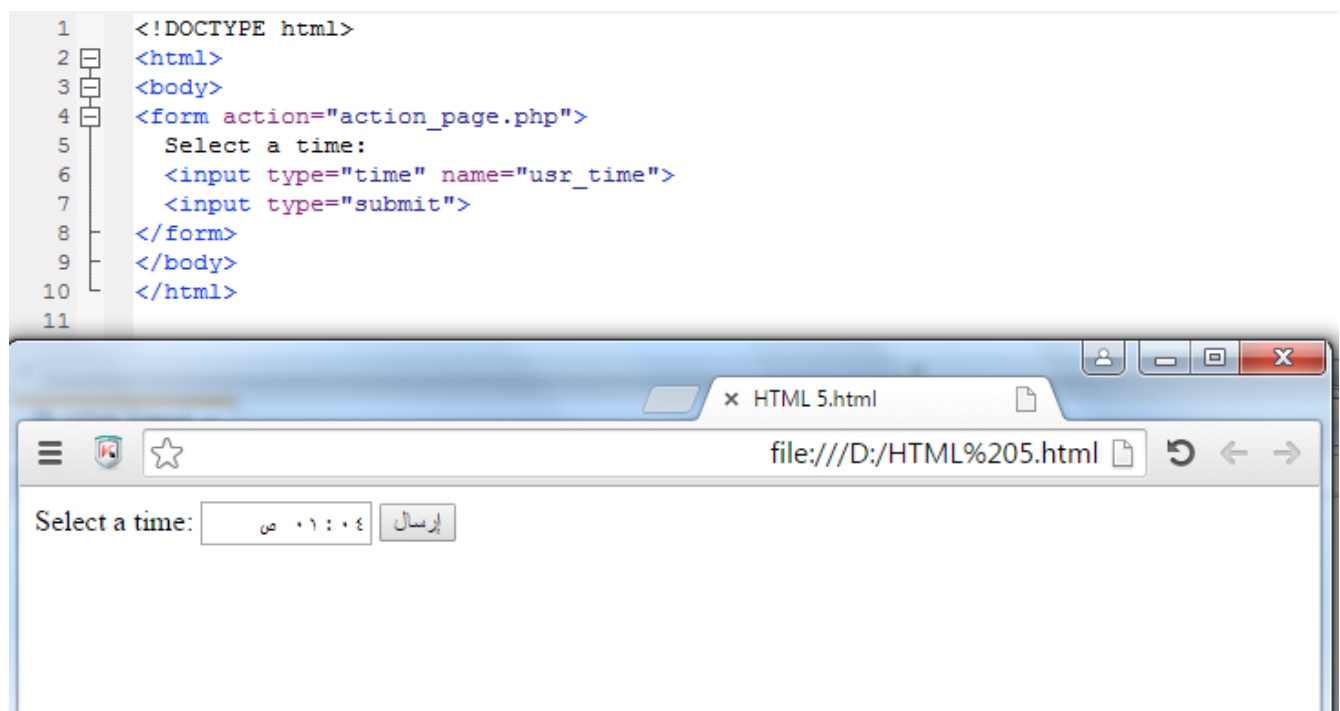 1 <!DOCTYPE html>
2 <html>
3 <body>
4 <form action="action_page.php">
5 Select a time:
6 <input type="time" name="usr_time">
7 <input type="submit">
8 </form>
9 </body>
10 </html>
11
HTML 5.html
file:///D:/HTML%205.html
Select a time: ٠١:٠٤ ص إرسال